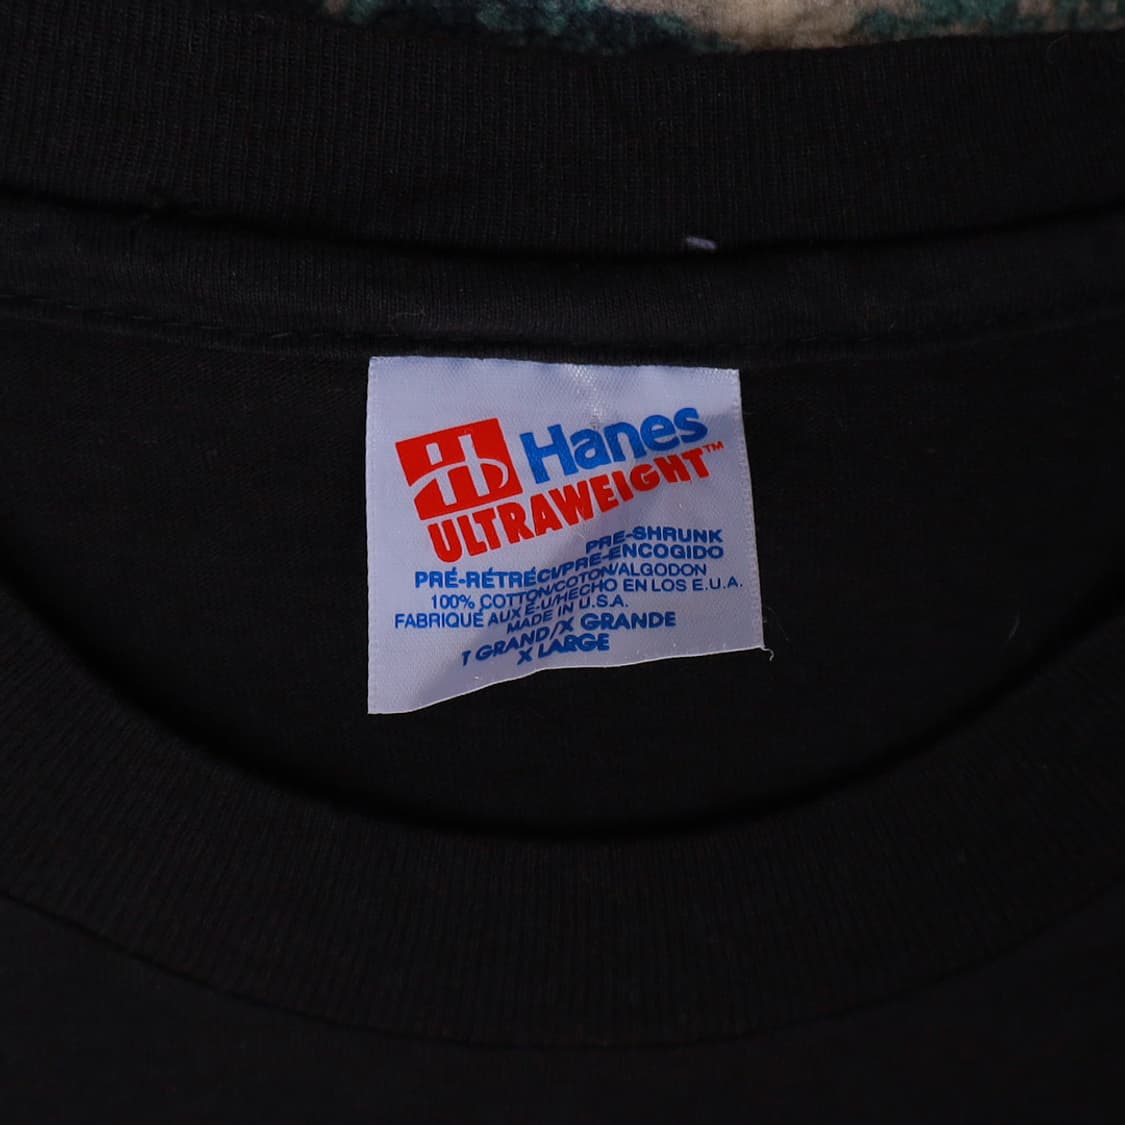 Hanes
ULTRAWEIGHT™
PRE-SHRUNK
PRÉ-RÉTRÉCI/PRE-ENCOGIDO
100% COTTON/COTON/ALGODON
FABRIQUÉ AUX É-U/HECHO EN LOS E.U.A.
MADE IN U.S.A.
T GRAND/X GRANDE
X LARGE